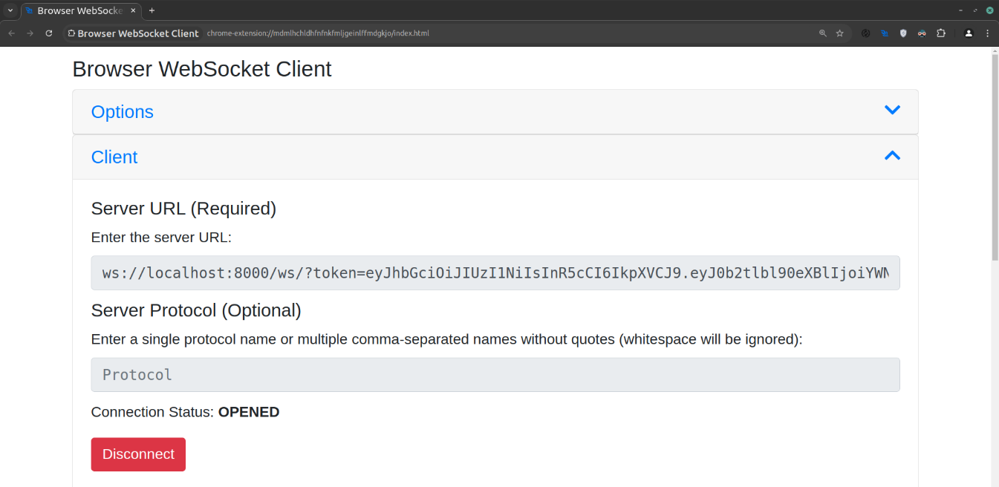 Browser WebSocke
Browser WebSocket Client chrome-extension://mdmlhchldhfnfnkfmljgeinlffmdgkjo/index.html
Browser WebSocket Client
Options
Client
Server URL (Required)
Enter the server URL:
ws://localhost:8000/ws/?token=eyJhbGciOiJIUzI1NiIsInR5cCI6IkpXVCJ9.eyJ0b2tlbl90eXBlIjoiYWN
Server Protocol (Optional)
Enter a single protocol name or multiple comma-separated names without quotes (whitespace will be ignored):
Protocol
Connection Status: OPENED
Disconnect